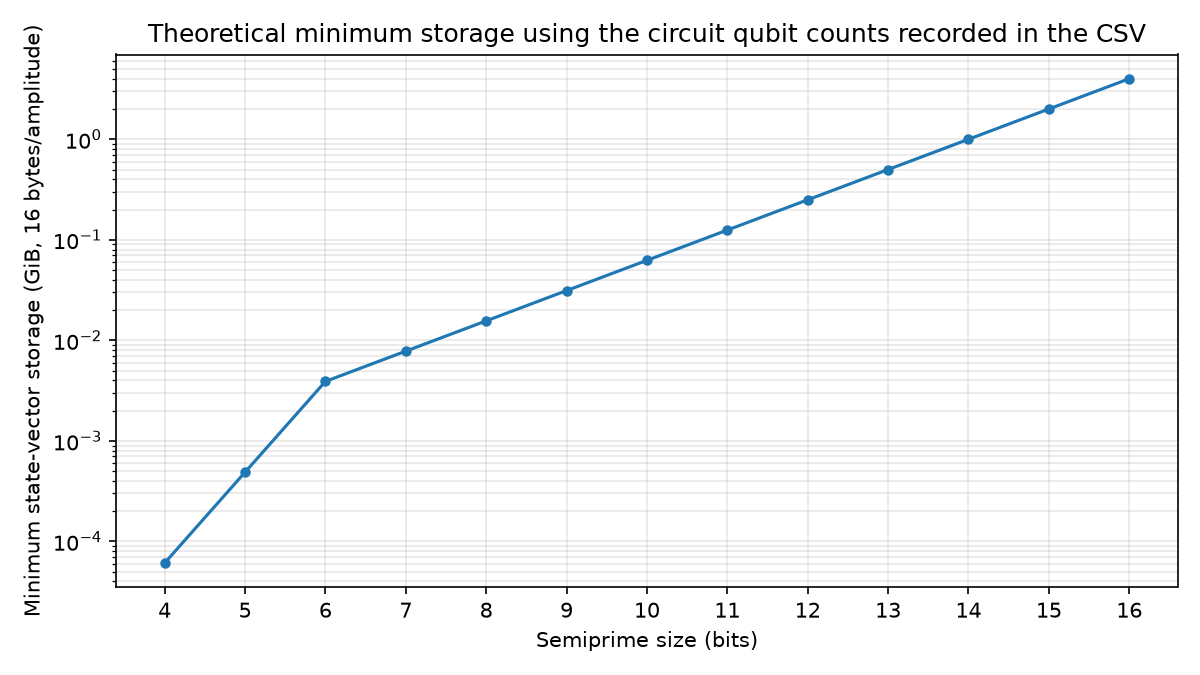 Theoretical minimum storage using the circuit qubit counts recorded in the CSV
Minimum state-vector storage (GiB, 16 bytes/amplitude)
10⁰
10⁻¹
10⁻²
10⁻³
10⁻⁴
4 5 6 7 8 9 10 11 12 13 14 15 16
Semiprime size (bits)